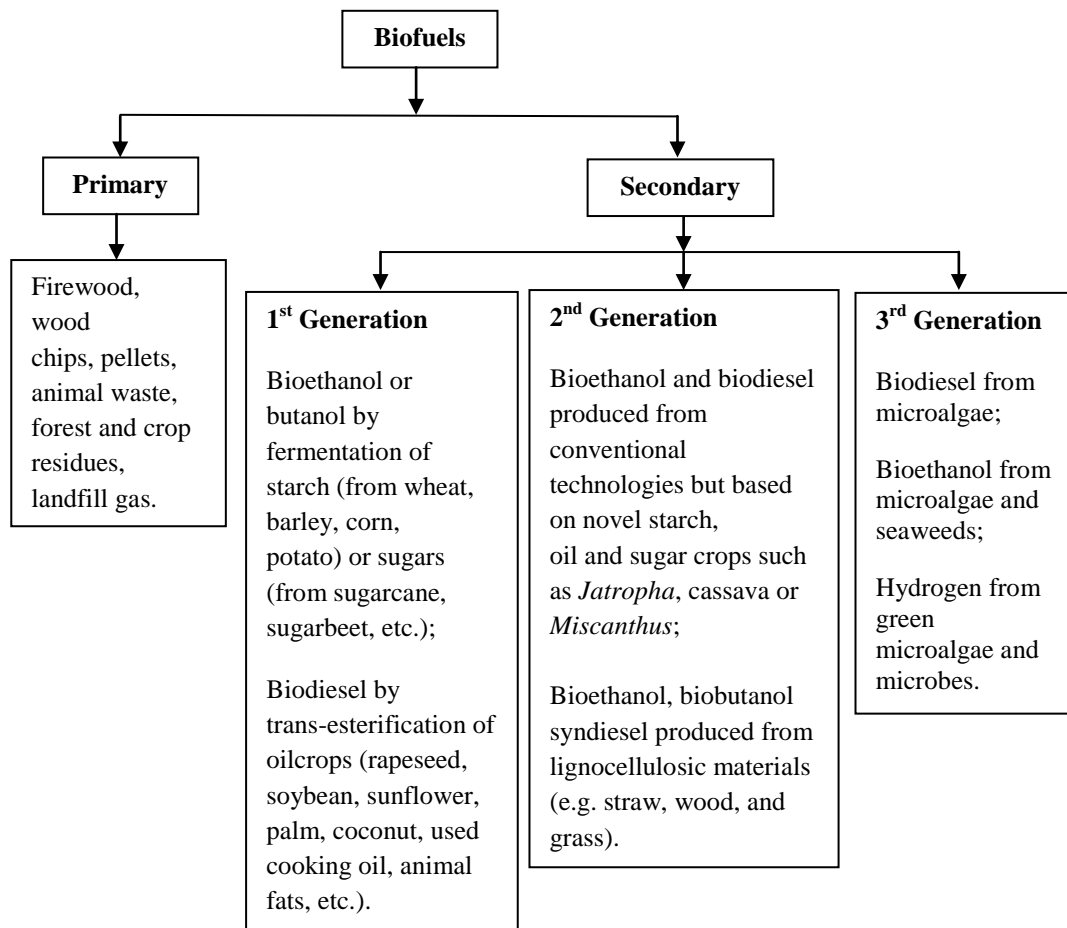 Biofuels
Primary
Secondary
Firewood,
wood
chips, pellets,
animal waste,
forest and crop
residues,
landfill gas.
1st Generation
Bioethanol or
butanol by
fermentation of
starch (from wheat,
barley, corn,
potato) or sugars
(from sugarcane,
sugarbeet, etc.);
Biodiesel by
trans-esterification of
oilcrops (rapeseed,
soybean, sunflower,
palm, coconut, used
cooking oil, animal
fats, etc.).
2nd Generation
Bioethanol and biodiesel
produced from
conventional
technologies but based
on novel starch,
oil and sugar crops such
as Jatropha, cassava or
Miscanthus;
Bioethanol, biobutanol
syndiesel produced from
lignocellulosic materials
(e.g. straw, wood, and
grass).
3rd Generation
Biodiesel from
microalgae;
Bioethanol from
microalgae and
seaweeds;
Hydrogen from
green
microalgae and
microbes.